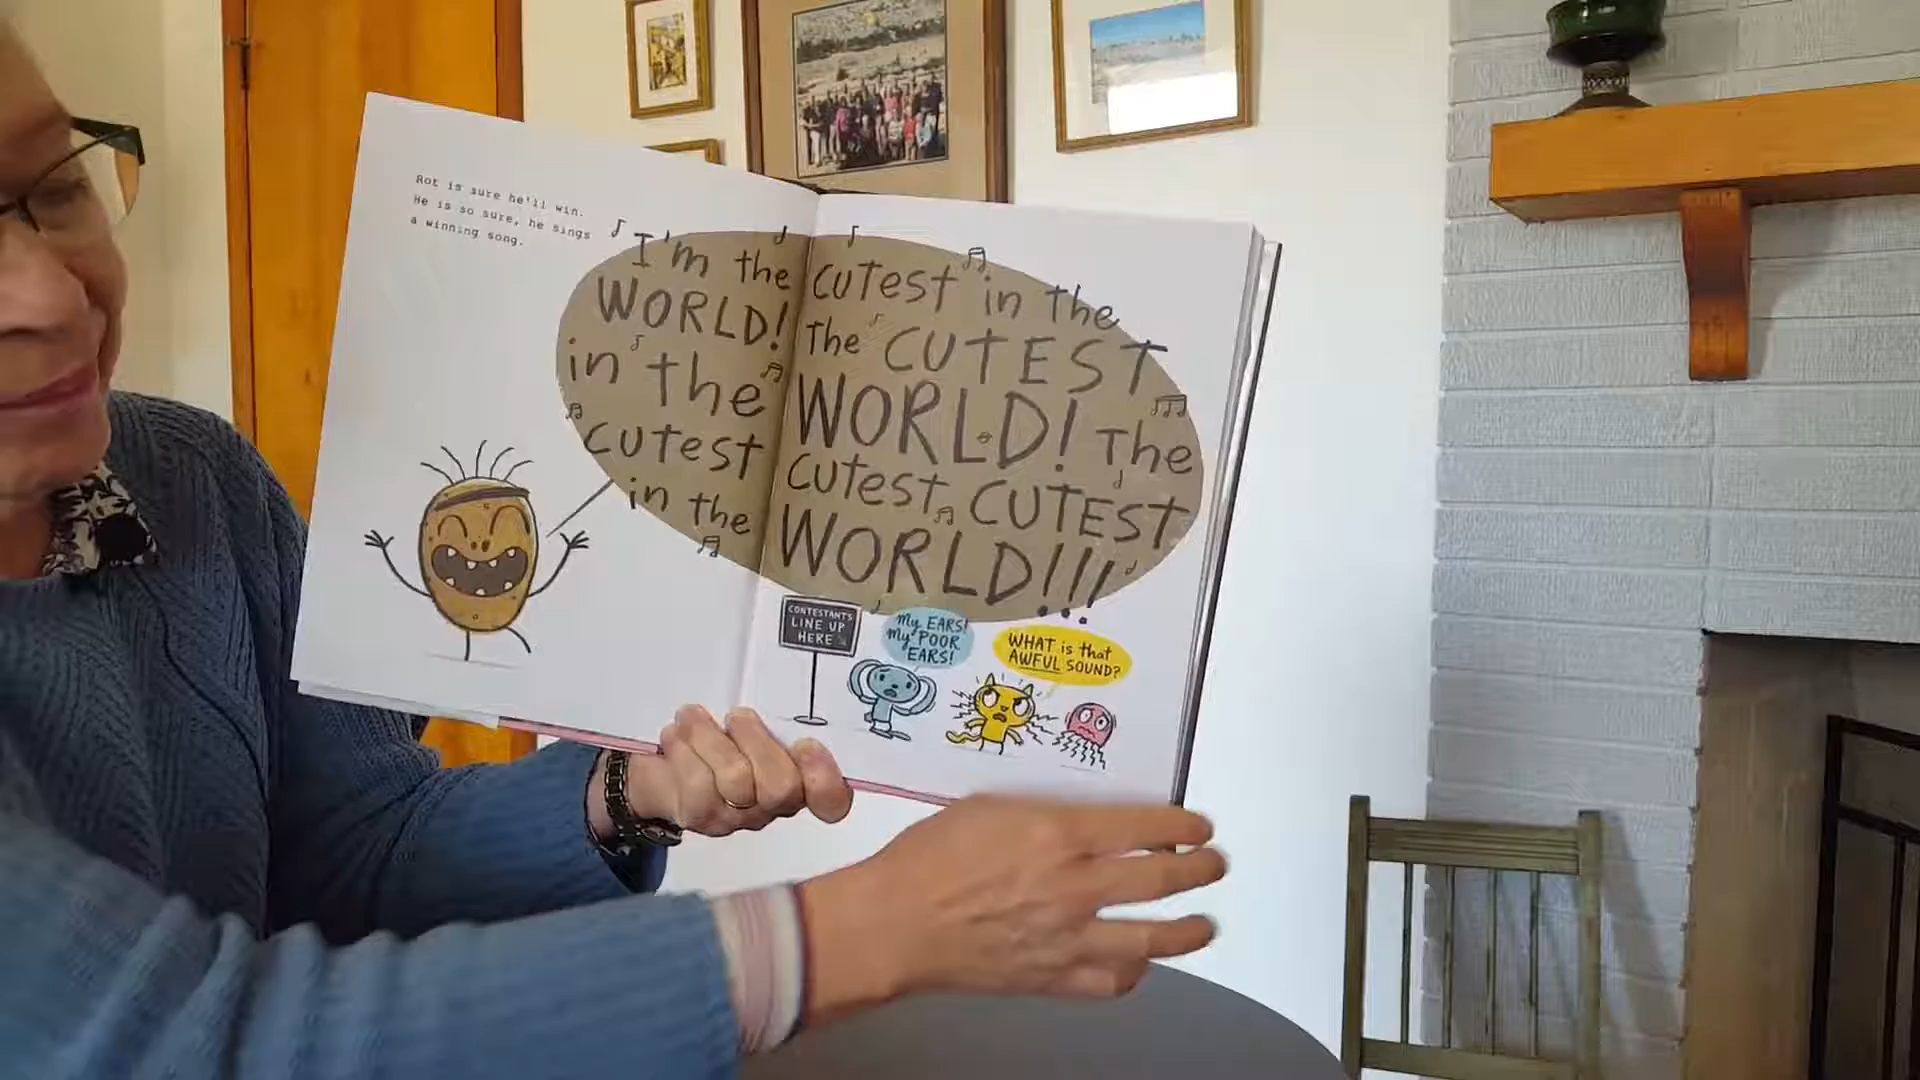 Rot is sure he'll win.
He is so sure, he sings
a winning song.
I'm the cutest in the
WORLD! The CUTEST
in the WORLD! The
cutest cutest, CUTEST
in the WORLD!!!
CONTESTANTS
LINE UP
HERE
My EARS!
My POOR
EARS!
WHAT is that
AWFUL SOUND?